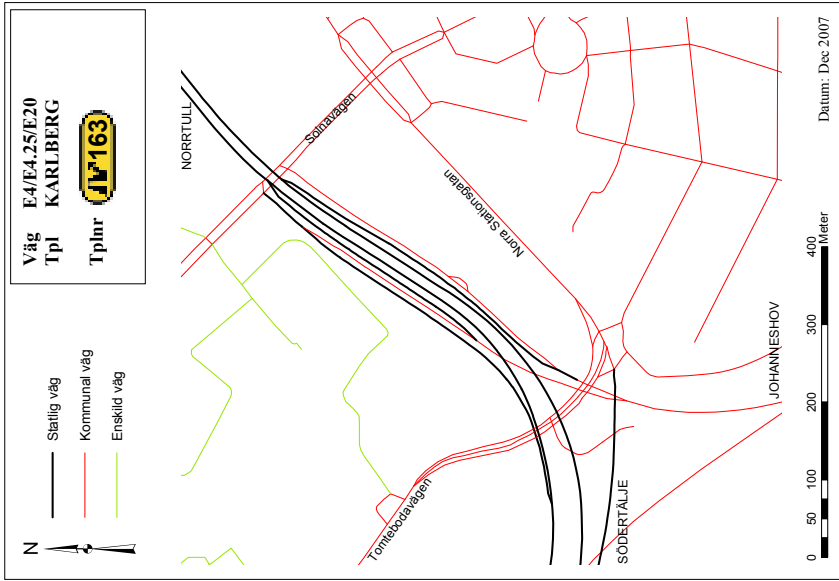 Väg E4/E4.25/E20
Tpl KARLBERG
Tplnr 163
N
Statlig väg
Kommunal väg
Enskild väg
NORRTULL
Solnavägen
Norra Stationsgatan
Tomtebodavägen
SÖDERTÄLJE
JOHANNESHOV
0 50 100 200 300 400
Meter
Datum: Dec 2007